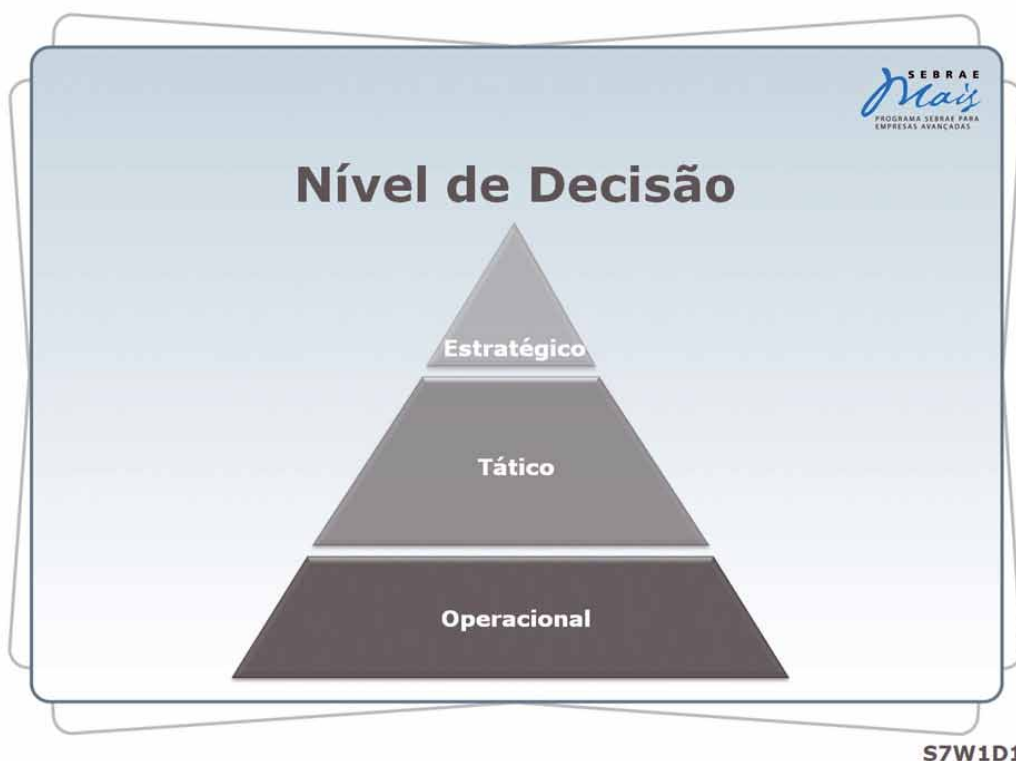 SEBRAE
Mais
PROGRAMA SEBRAE PARA
EMPRESAS AVANÇADAS
Nível de Decisão
Estratégico
Tático
Operacional
S7W1D1